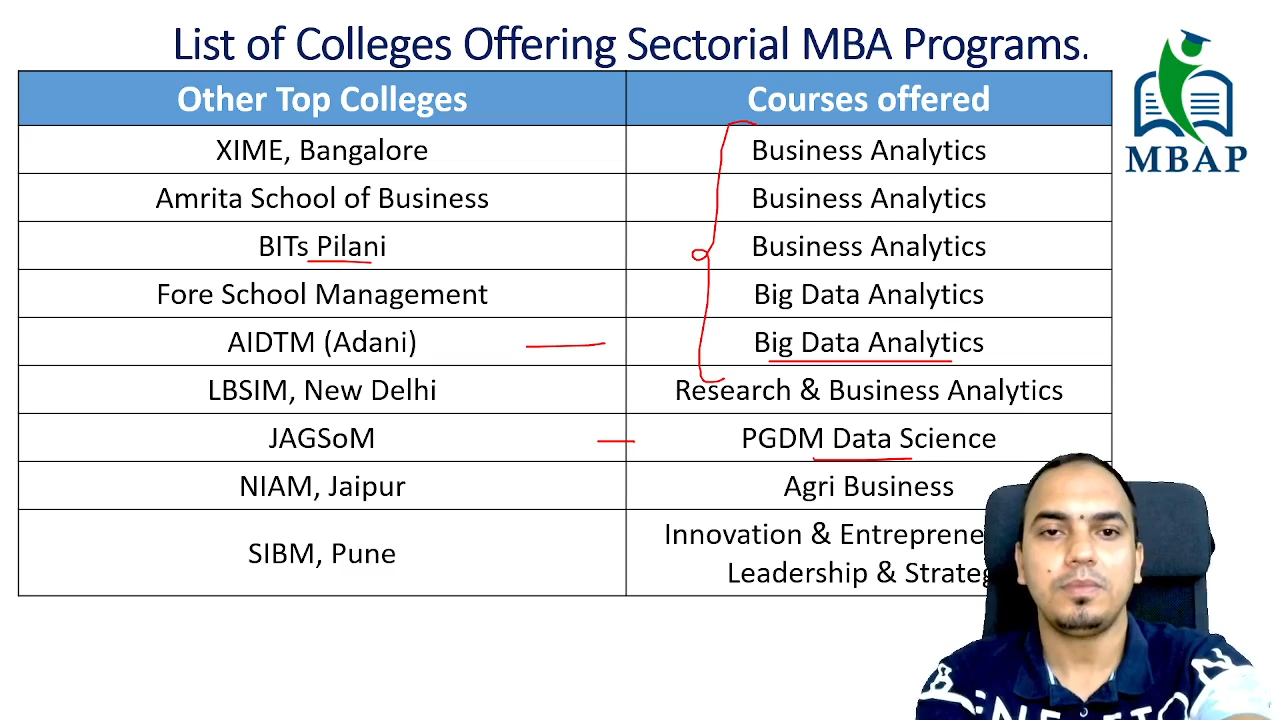 List of Colleges Offering Sectorial MBA Programs.
Other Top Colleges Courses offered
XIME, Bangalore Business Analytics
Amrita School of Business Business Analytics
BITs Pilani Business Analytics
Fore School Management Big Data Analytics
AIDTM (Adani) Big Data Analytics
LBSIM, New Delhi Research & Business Analytics
JAGSoM PGDM Data Science
NIAM, Jaipur Agri Business
SIBM, Pune Innovation &
Leadership &
MBAP